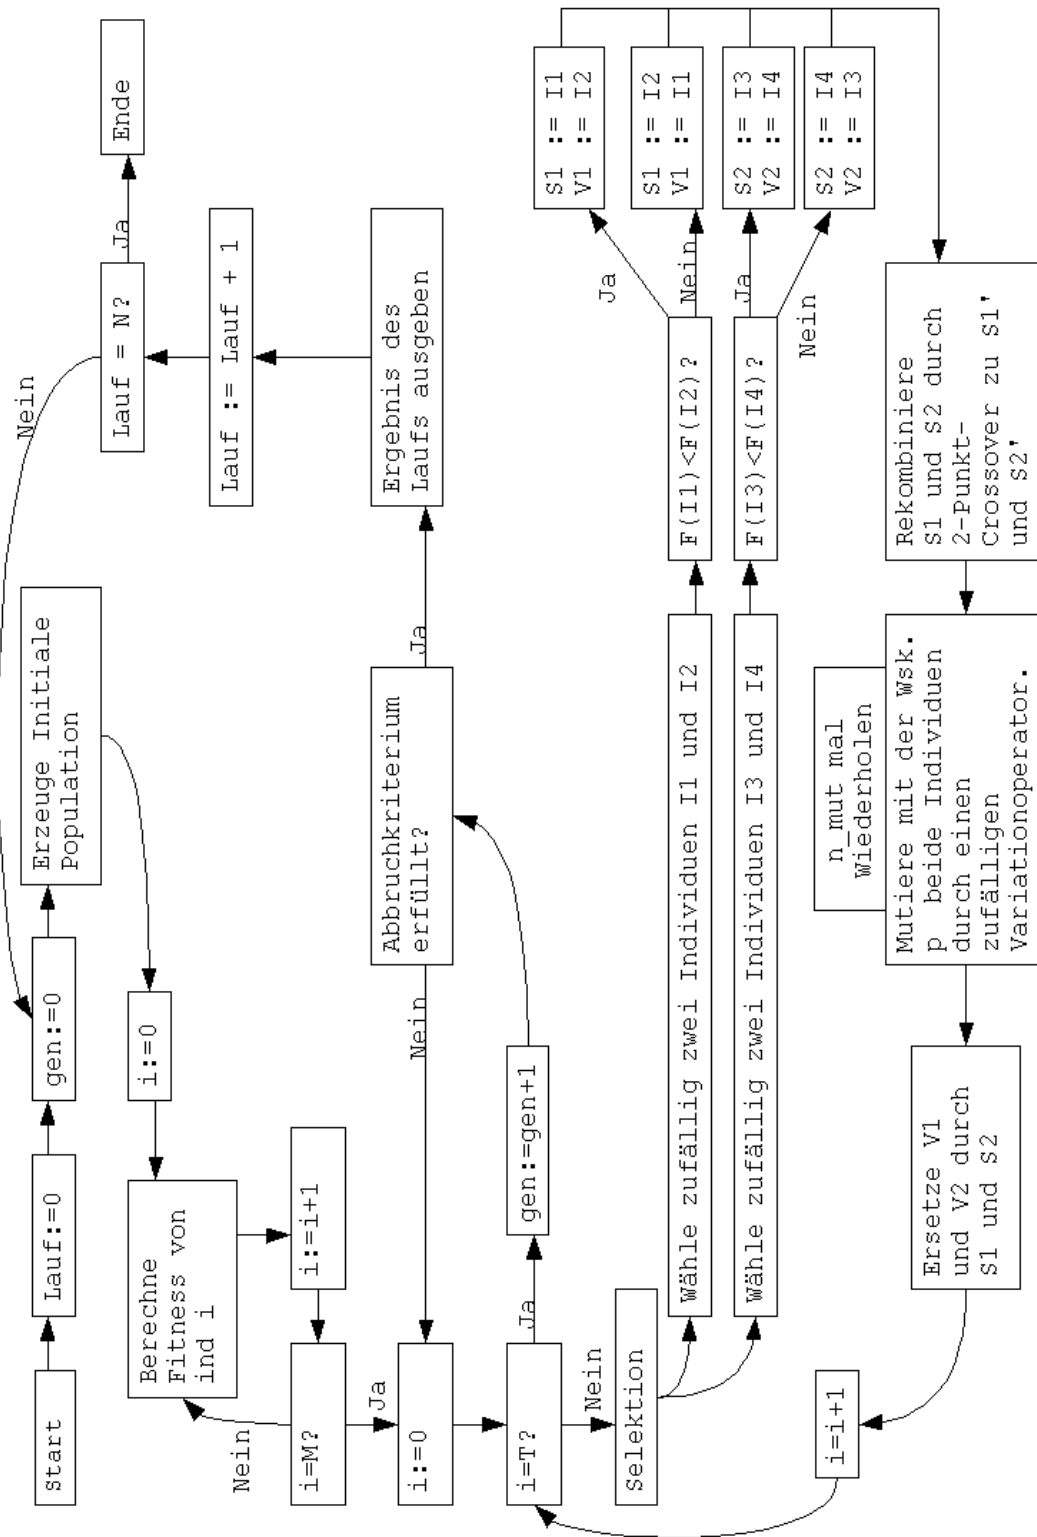 Start
Lauf:=0
gen:=0
Erzeuge Initiale
Population
Nein
Lauf = N?
Ja
Ende
Berechne
Fitness von
ind i
i:=0
Lauf := Lauf + 1
Nein
i=M?
i:=i+1
Ja
i:=0
Nein
Abbruchkriterium
erfüllt?
Ja
Ergebnis des
Laufs ausgeben
i=T?
Ja
gen:=gen+1
Nein
Selektion
Wähle zufällig zwei Individuen I1 und I2
F(I1)<F(I2)?
Ja
S1 := I1
V1 := I2
Nein
S1 := I2
V1 := I1
Wähle zufällig zwei Individuen I3 und I4
F(I3)<F(I4)?
Ja
S2 := I3
V2 := I4
Nein
S2 := I4
V2 := I3
i=i+1
Ersetze V1
und V2 durch
S1 und S2
n_mut mal
Wiederholen
Mutiere mit der Wsk.
p beide Individuen
durch einen
zufälligen
Variationoperator.
Rekombiniere
S1 und S2 durch
2-Punkt-
Crossover zu S1'
und S2'